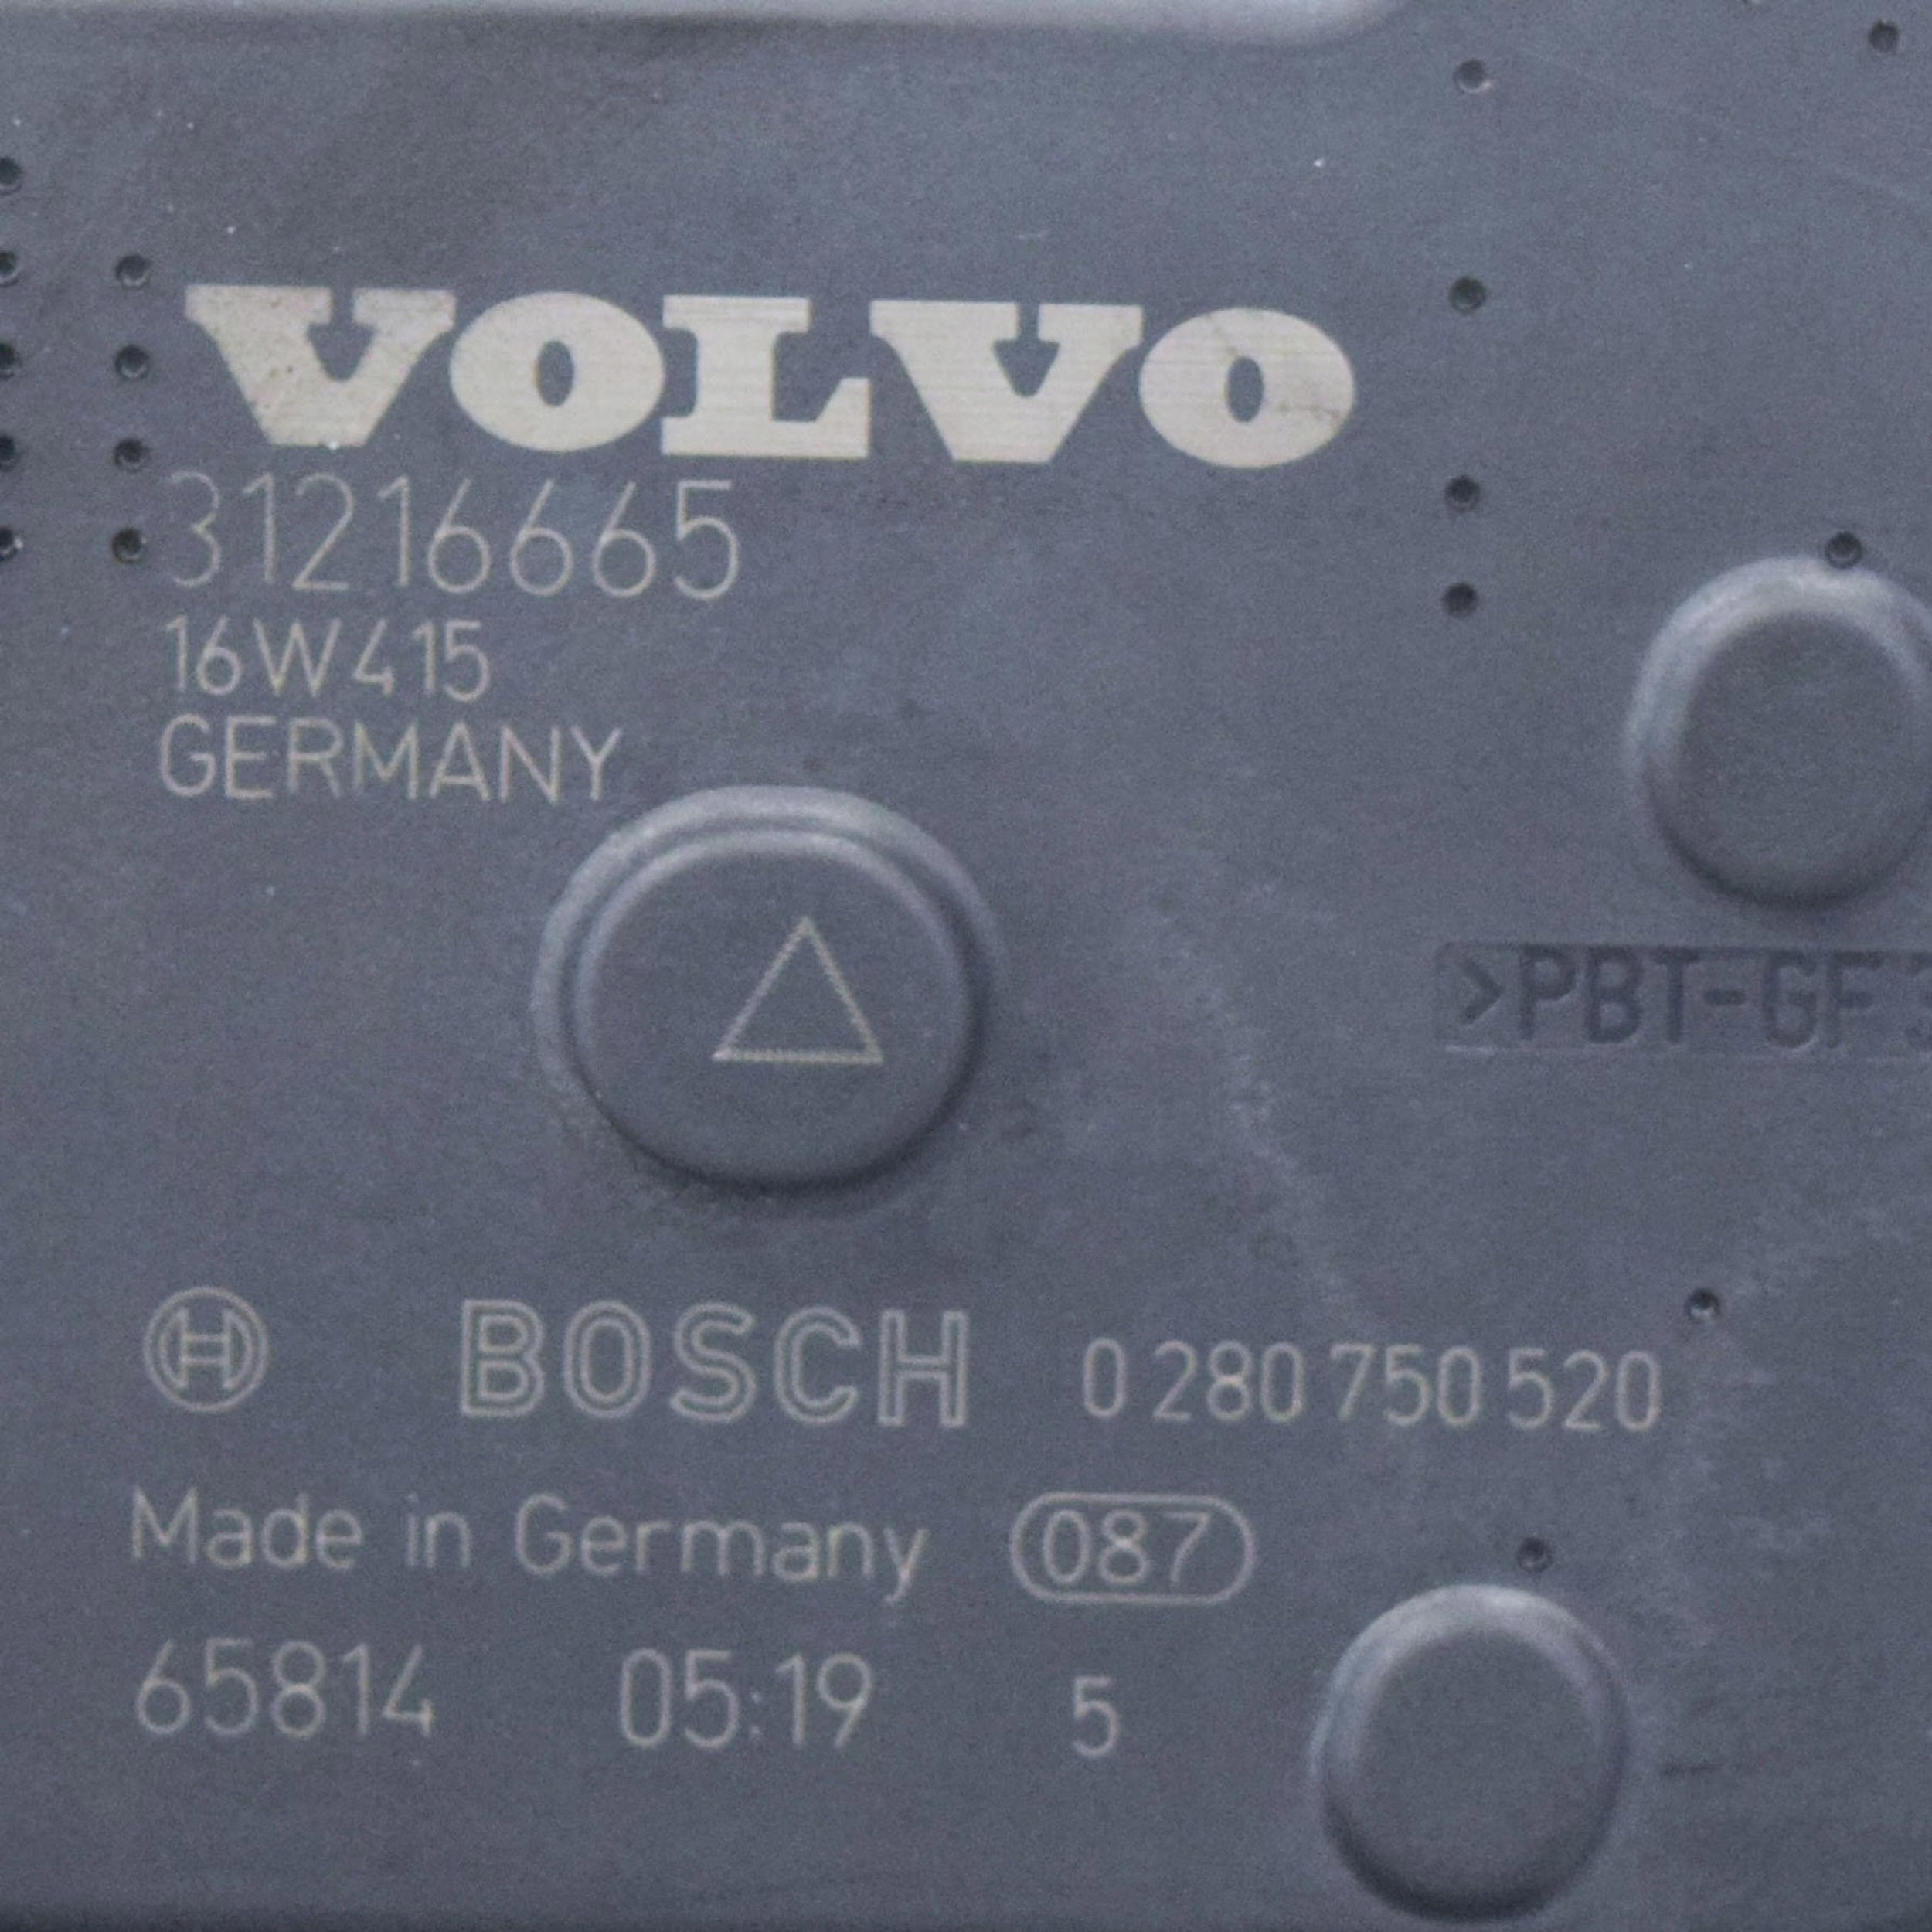 VOLVO
31216665
16W415
GERMANY
>PBT-GF
BOSCH 0 280 750 520
Made in Germany 087
65814 05:19 5